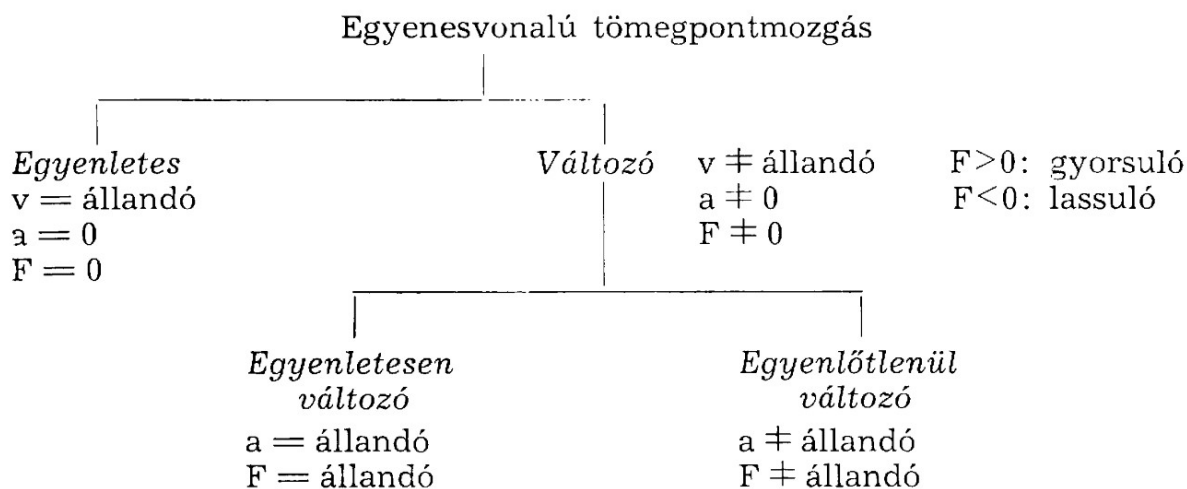 Egyenesvonalú tömegpontmozgás
Egyenletes
v = állandó
a = 0
F = 0
Változó
v ≠ állandó
a ≠ 0
F ≠ 0
F>0: gyorsuló
F<0: lassuló
Egyenletesen
változó
a = állandó
F = állandó
Egyenlőtlenül
változó
a ≠ állandó
F ≠ állandó